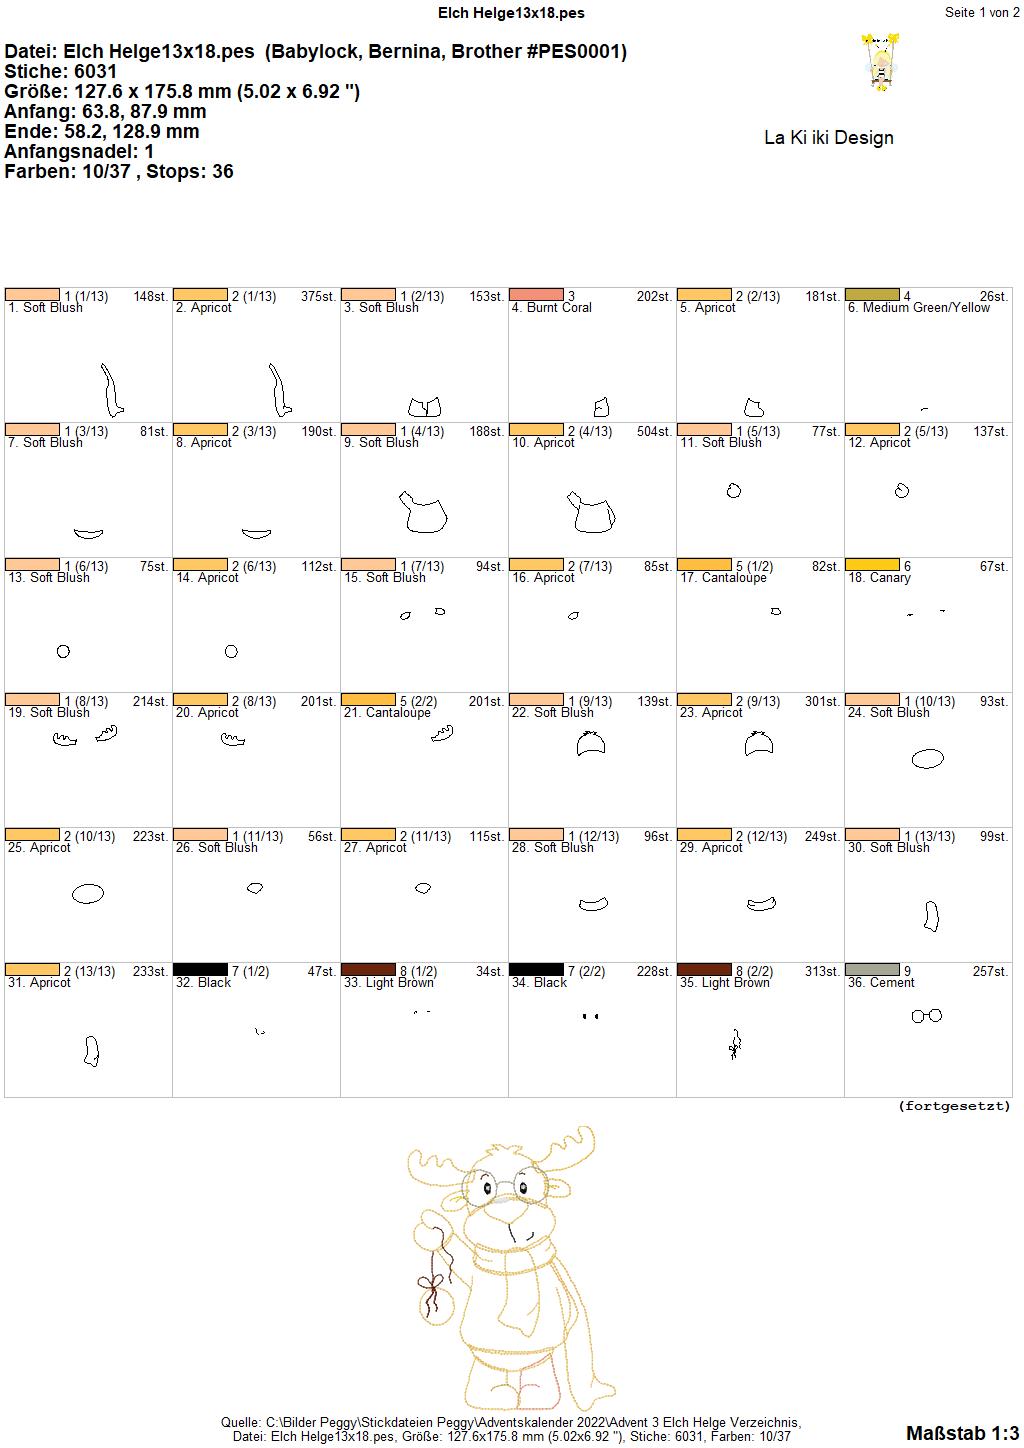 Elch Helge13x18.pes
Seite 1 von 2
Datei: Elch Helge13x18.pes (Babylock, Bernina, Brother #PES0001)
Stiche: 6031
Größe: 127.6 x 175.8 mm (5.02 x 6.92 ")
Anfang: 63.8, 87.9 mm
Ende: 58.2, 128.9 mm
Anfangsnadel: 1
Farben: 10/37 , Stops: 36
La Ki iki Design
1 (1/13) 148st. 2 (1/13) 375st. 1 (2/13) 153st. 3 202st. 2 (2/13) 181st. 4 26st.
1. Soft Blush 2. Apricot 3. Soft Blush 4. Burnt Coral 5. Apricot 6. Medium Green/Yellow
1 (3/13) 81st. 2 (3/13) 190st. 1 (4/13) 188st. 2 (4/13) 504st. 1 (5/13) 77st. 2 (5/13) 137st.
7. Soft Blush 8. Apricot 9. Soft Blush 10. Apricot 11. Soft Blush 12. Apricot
1 (6/13) 75st. 2 (6/13) 112st. 1 (7/13) 94st. 2 (7/13) 85st. 5 (1/2) 82st. 6 67st.
13. Soft Blush 14. Apricot 15. Soft Blush 16. Apricot 17. Cantaloupe 18. Canary
1 (8/13) 214st. 2 (8/13) 201st. 5 (2/2) 201st. 1 (9/13) 139st. 2 (9/13) 301st. 1 (10/13) 93st.
19. Soft Blush 20. Apricot 21. Cantaloupe 22. Soft Blush 23. Apricot 24. Soft Blush
2 (10/13) 223st. 1 (11/13) 56st. 2 (11/13) 115st. 1 (12/13) 96st. 2 (12/13) 249st. 1 (13/13) 99st.
25. Apricot 26. Soft Blush 27. Apricot 28. Soft Blush 29. Apricot 30. Soft Blush
2 (13/13) 233st. 7 (1/2) 47st. 8 (1/2) 34st. 7 (2/2) 228st. 8 (2/2) 313st. 9 257st.
31. Apricot 32. Black 33. Light Brown 34. Black 35. Light Brown 36. Cement
(fortgesetzt)
Quelle: C:\Bilder Peggy\Stickdateien Peggy\Adventskalender 2022\Advent 3 Elch Helge Verzeichnis,
Datei: Elch Helge13x18.pes, Größe: 127.6x175.8 mm (5.02x6.92 "), Stiche: 6031, Farben: 10/37
Maßstab 1:3